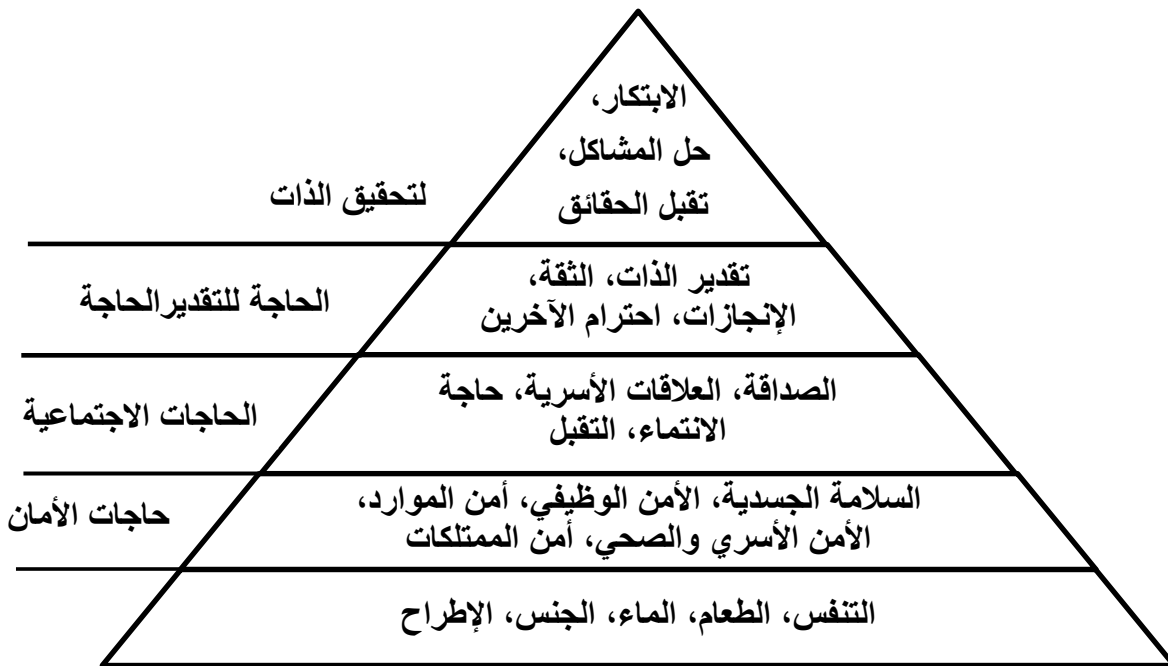 الابتكار،
حل المشاكل،
تقبل الحقائق
لتحقيق الذات
تقدير الذات، الثقة،
الإنجازات، احترام الآخرين
الحاجة للتقديرالحاجة
الصداقة، العلاقات الأسرية، حاجة
الانتماء، التقبل
الحاجات الاجتماعية
السلامة الجسدية، الأمن الوظيفي، أمن الموارد،
الأمن الأسري والصحي، أمن الممتلكات
حاجات الأمان
التنفس، الطعام، الماء، الجنس، الإطراح